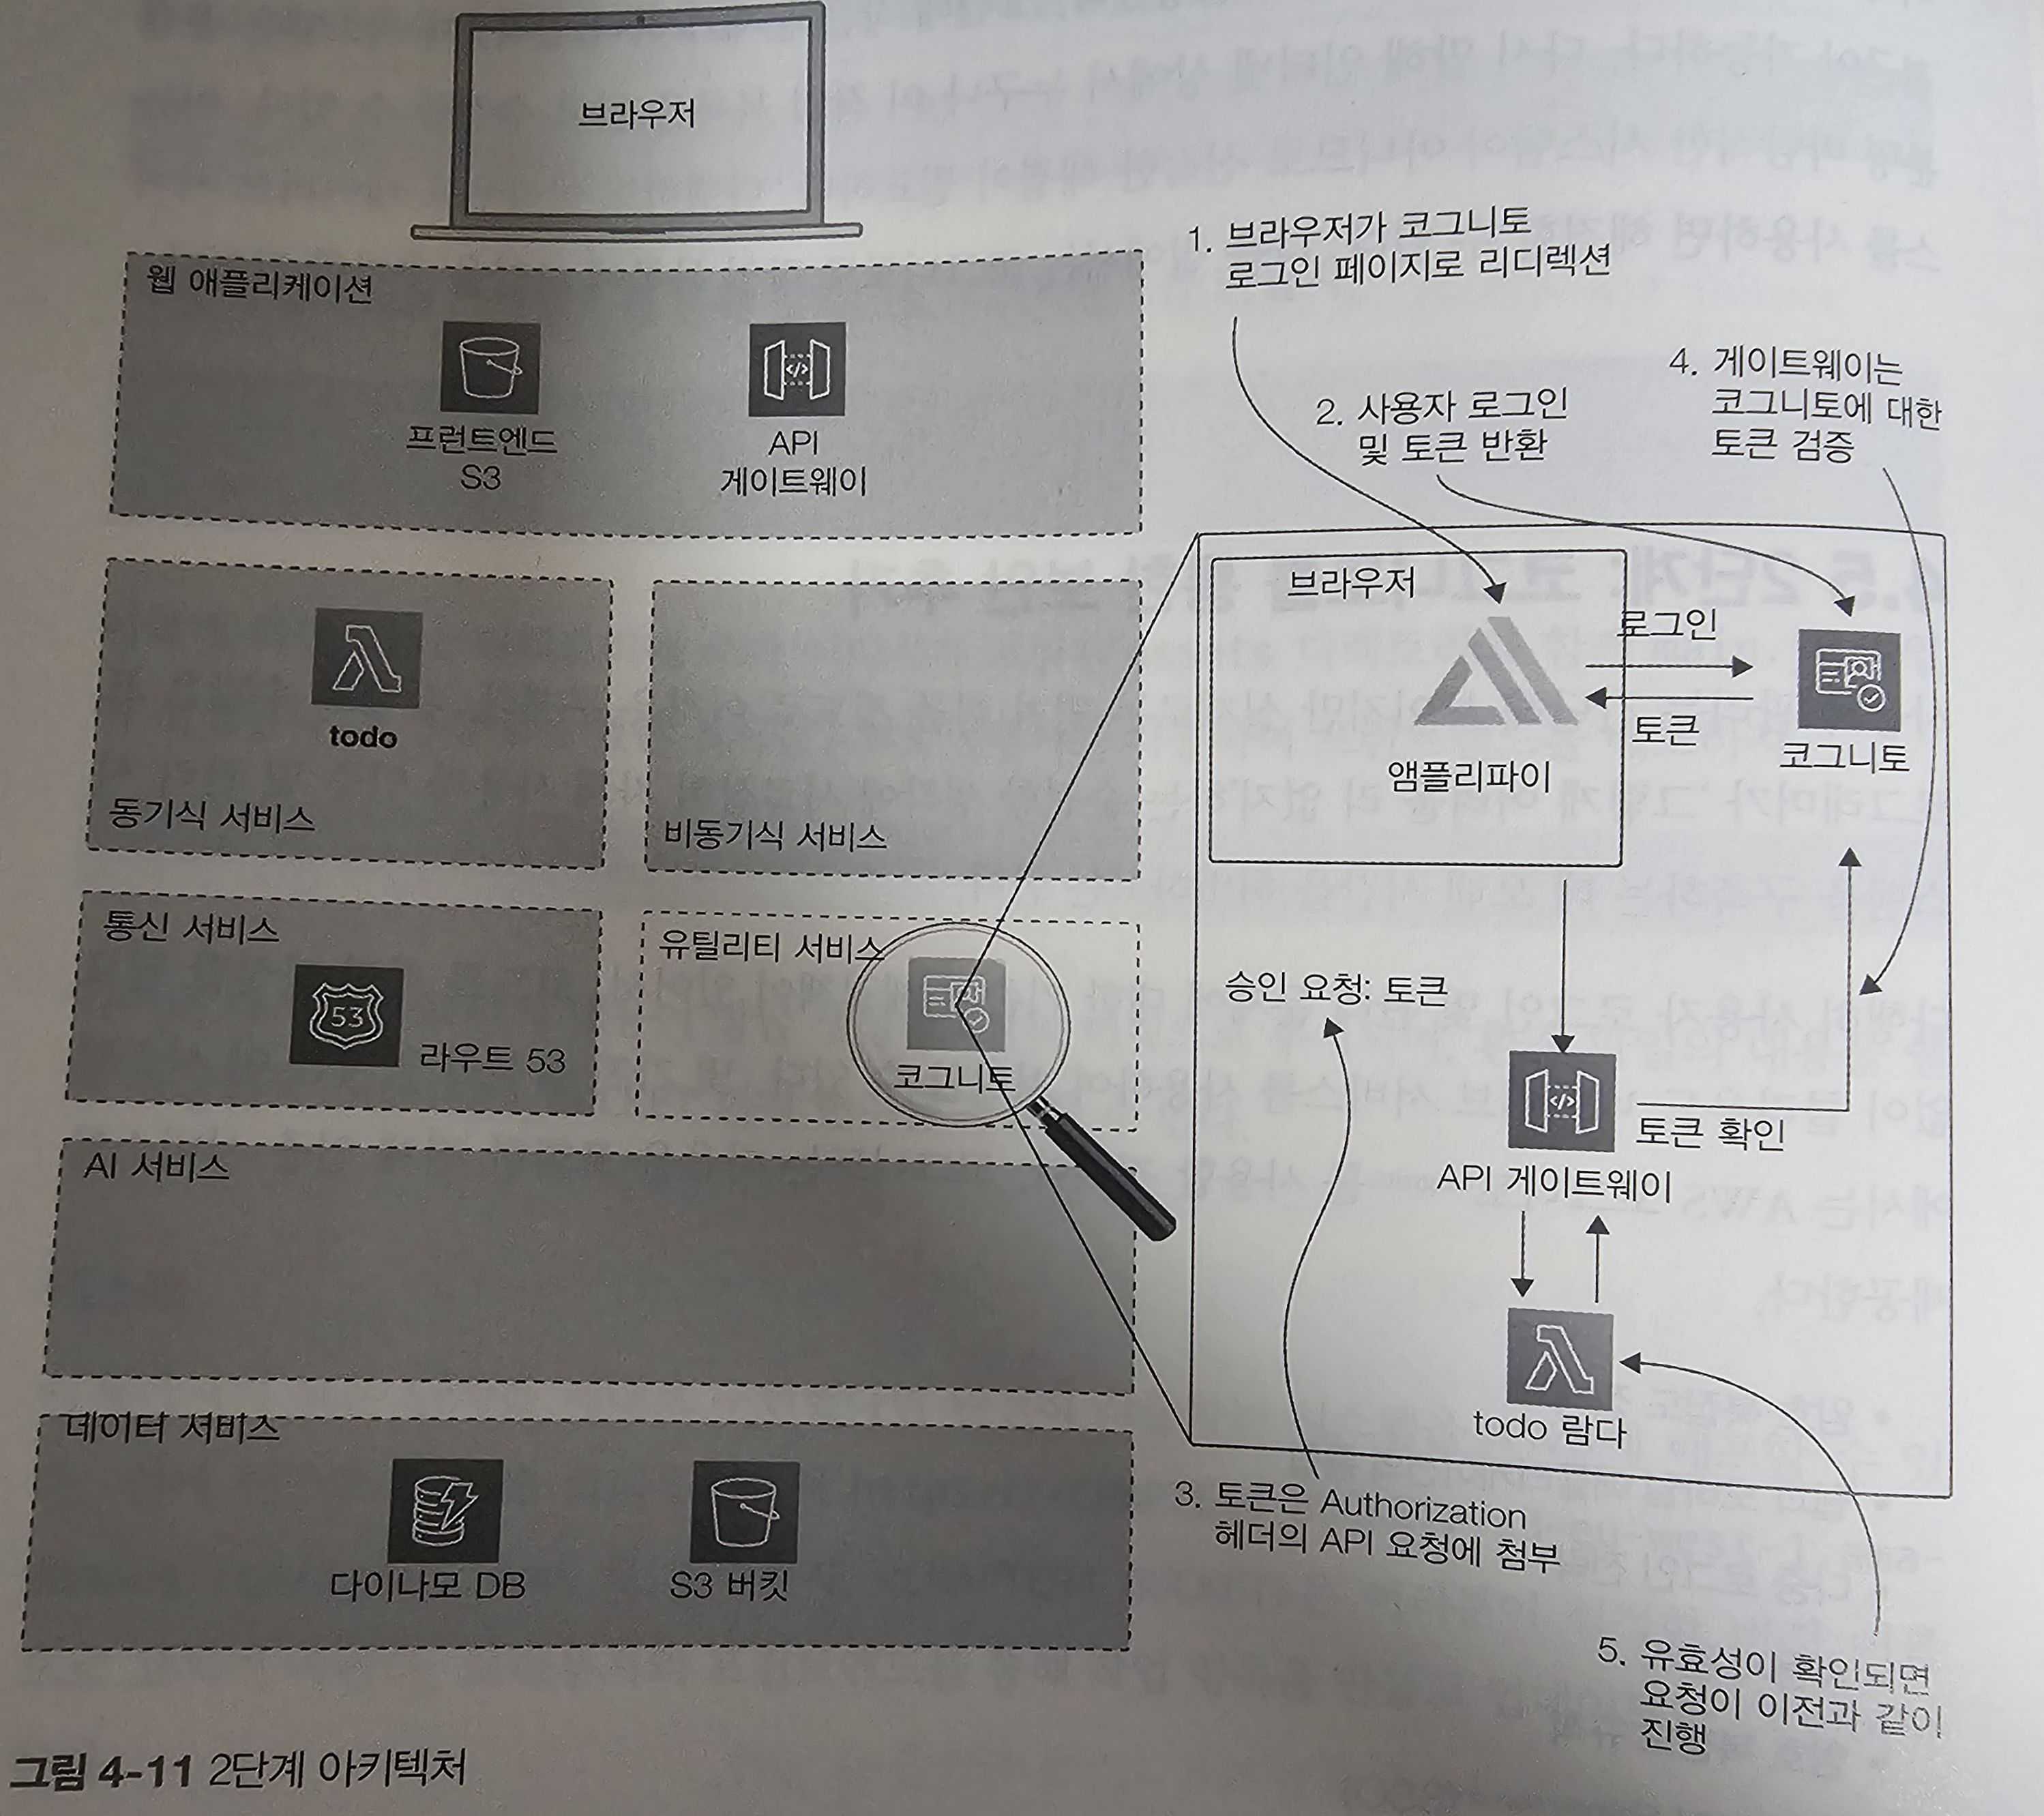 브라우저
웹 애플리케이션
프런트엔드
S3
API
게이트웨이
todo
동기식 서비스
비동기식 서비스
통신 서비스
53
라우트 53
유틸리티 서비스
코그니토
AI 서비스
데이터 서비스
다이나모 DB
S3 버킷
1. 브라우저가 코그니토
로그인 페이지로 리디렉션
2. 사용자 로그인
및 토큰 반환
4. 게이트웨이는
코그니토에 대한
토큰 검증
브라우저
앰플리파이
로그인
토큰
코그니토
승인 요청: 토큰
</>
토큰 확인
API 게이트웨이
todo 람다
3. 토큰은 Authorization
헤더의 API 요청에 첨부
5. 유효성이 확인되면
요청이 이전과 같이
진행
그림 4-11 2단계 아키텍처